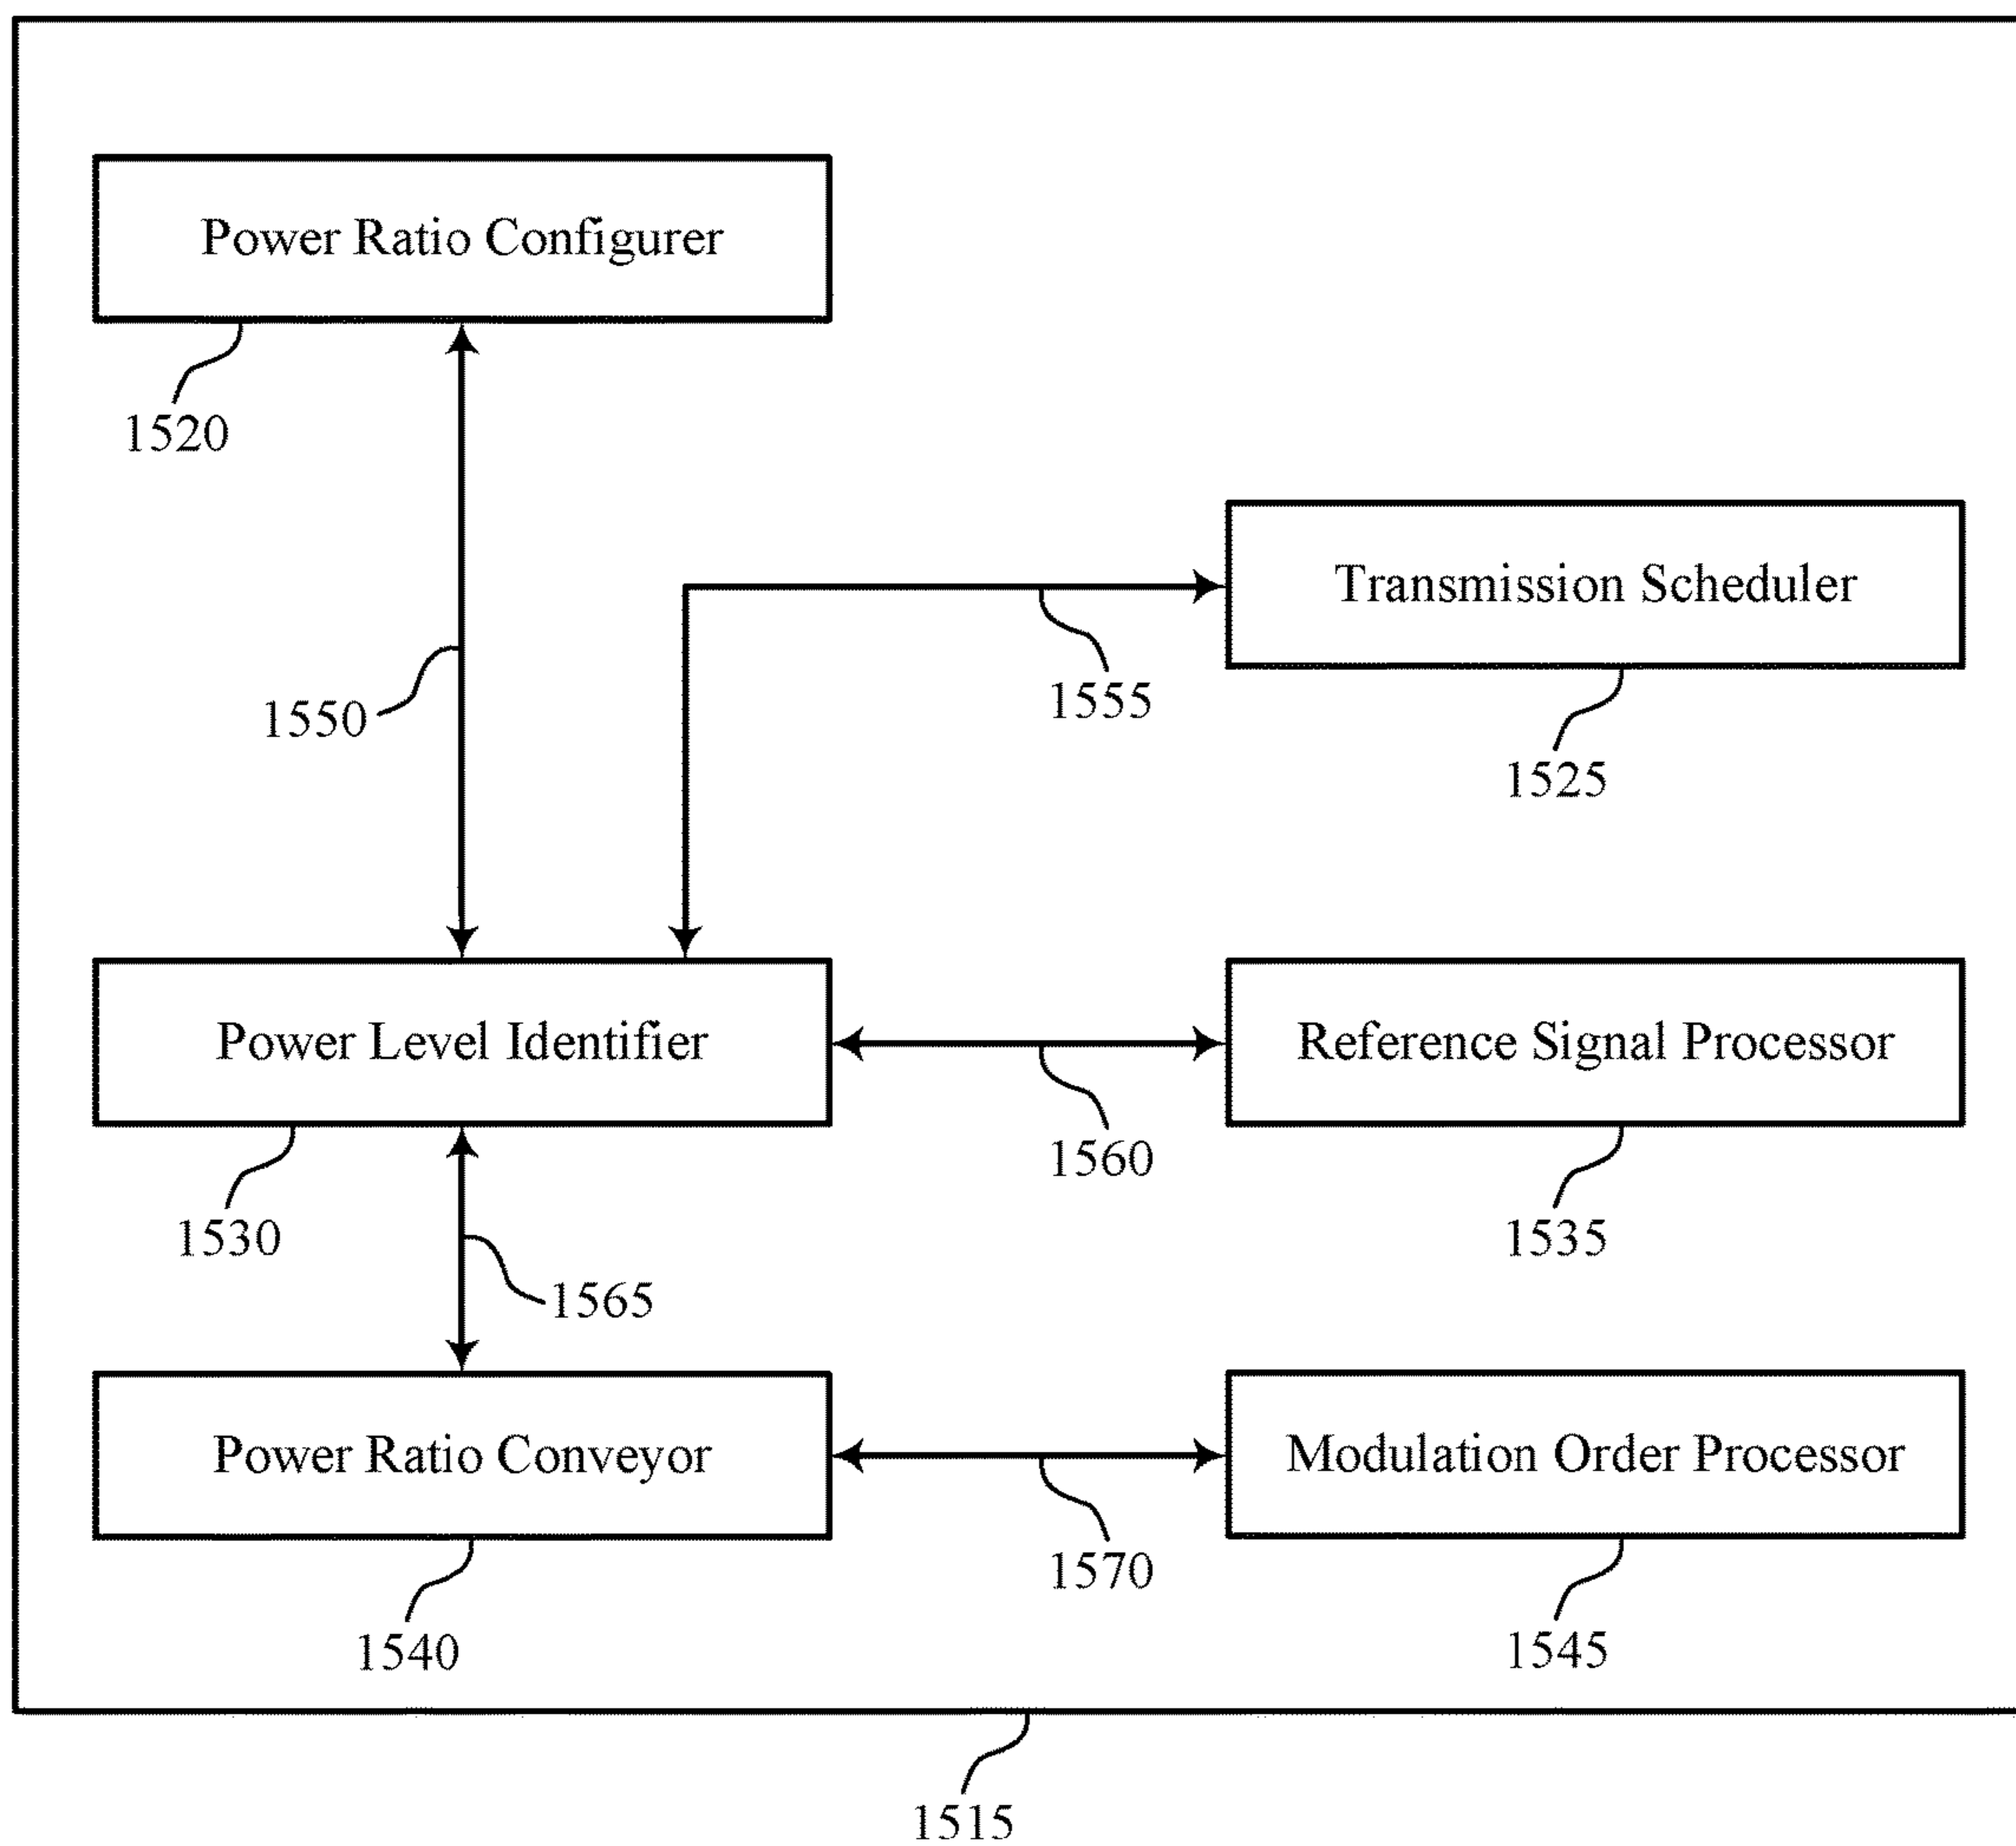 Power Ratio Configurer
1520
Transmission Scheduler
1550
1555
1525
Power Level Identifier
Reference Signal Processor
1560
1530
1535
1565
Power Ratio Conveyor
Modulation Order Processor
1570
1540
1545
1515